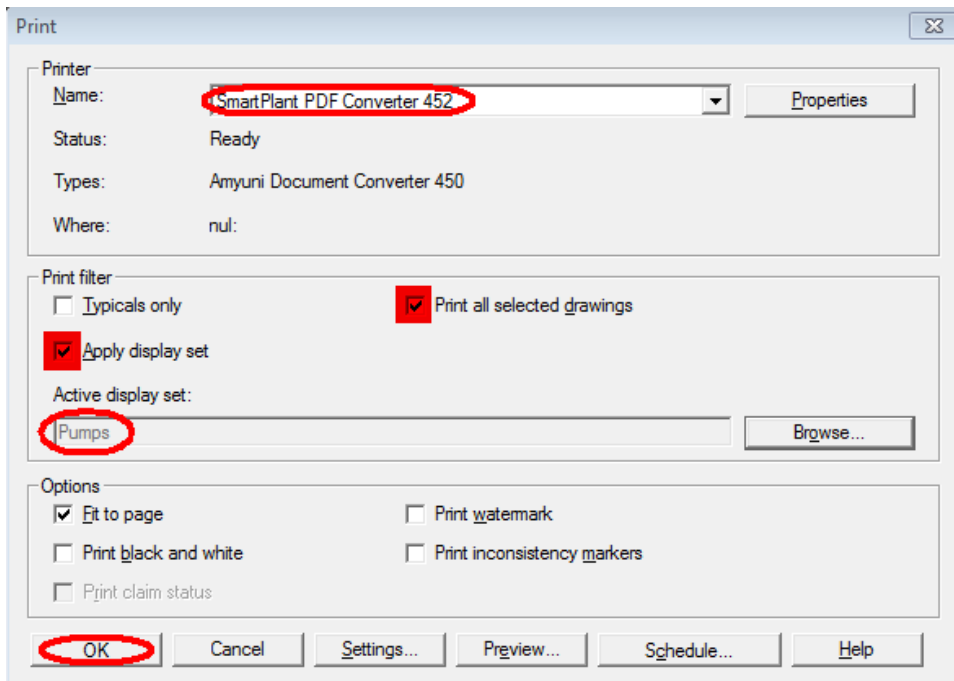 Print
Printer
Name: SmartPlant PDF Converter 452 Properties
Status: Ready
Types: Amyuni Document Converter 450
Where: nul:
Print filter
Typicals only Print all selected drawings
Apply display set
Active display set:
Pumps Browse...
Options
Fit to page Print watermark
Print black and white Print inconsistency markers
Print claim status
OK Cancel Settings... Preview... Schedule... Help